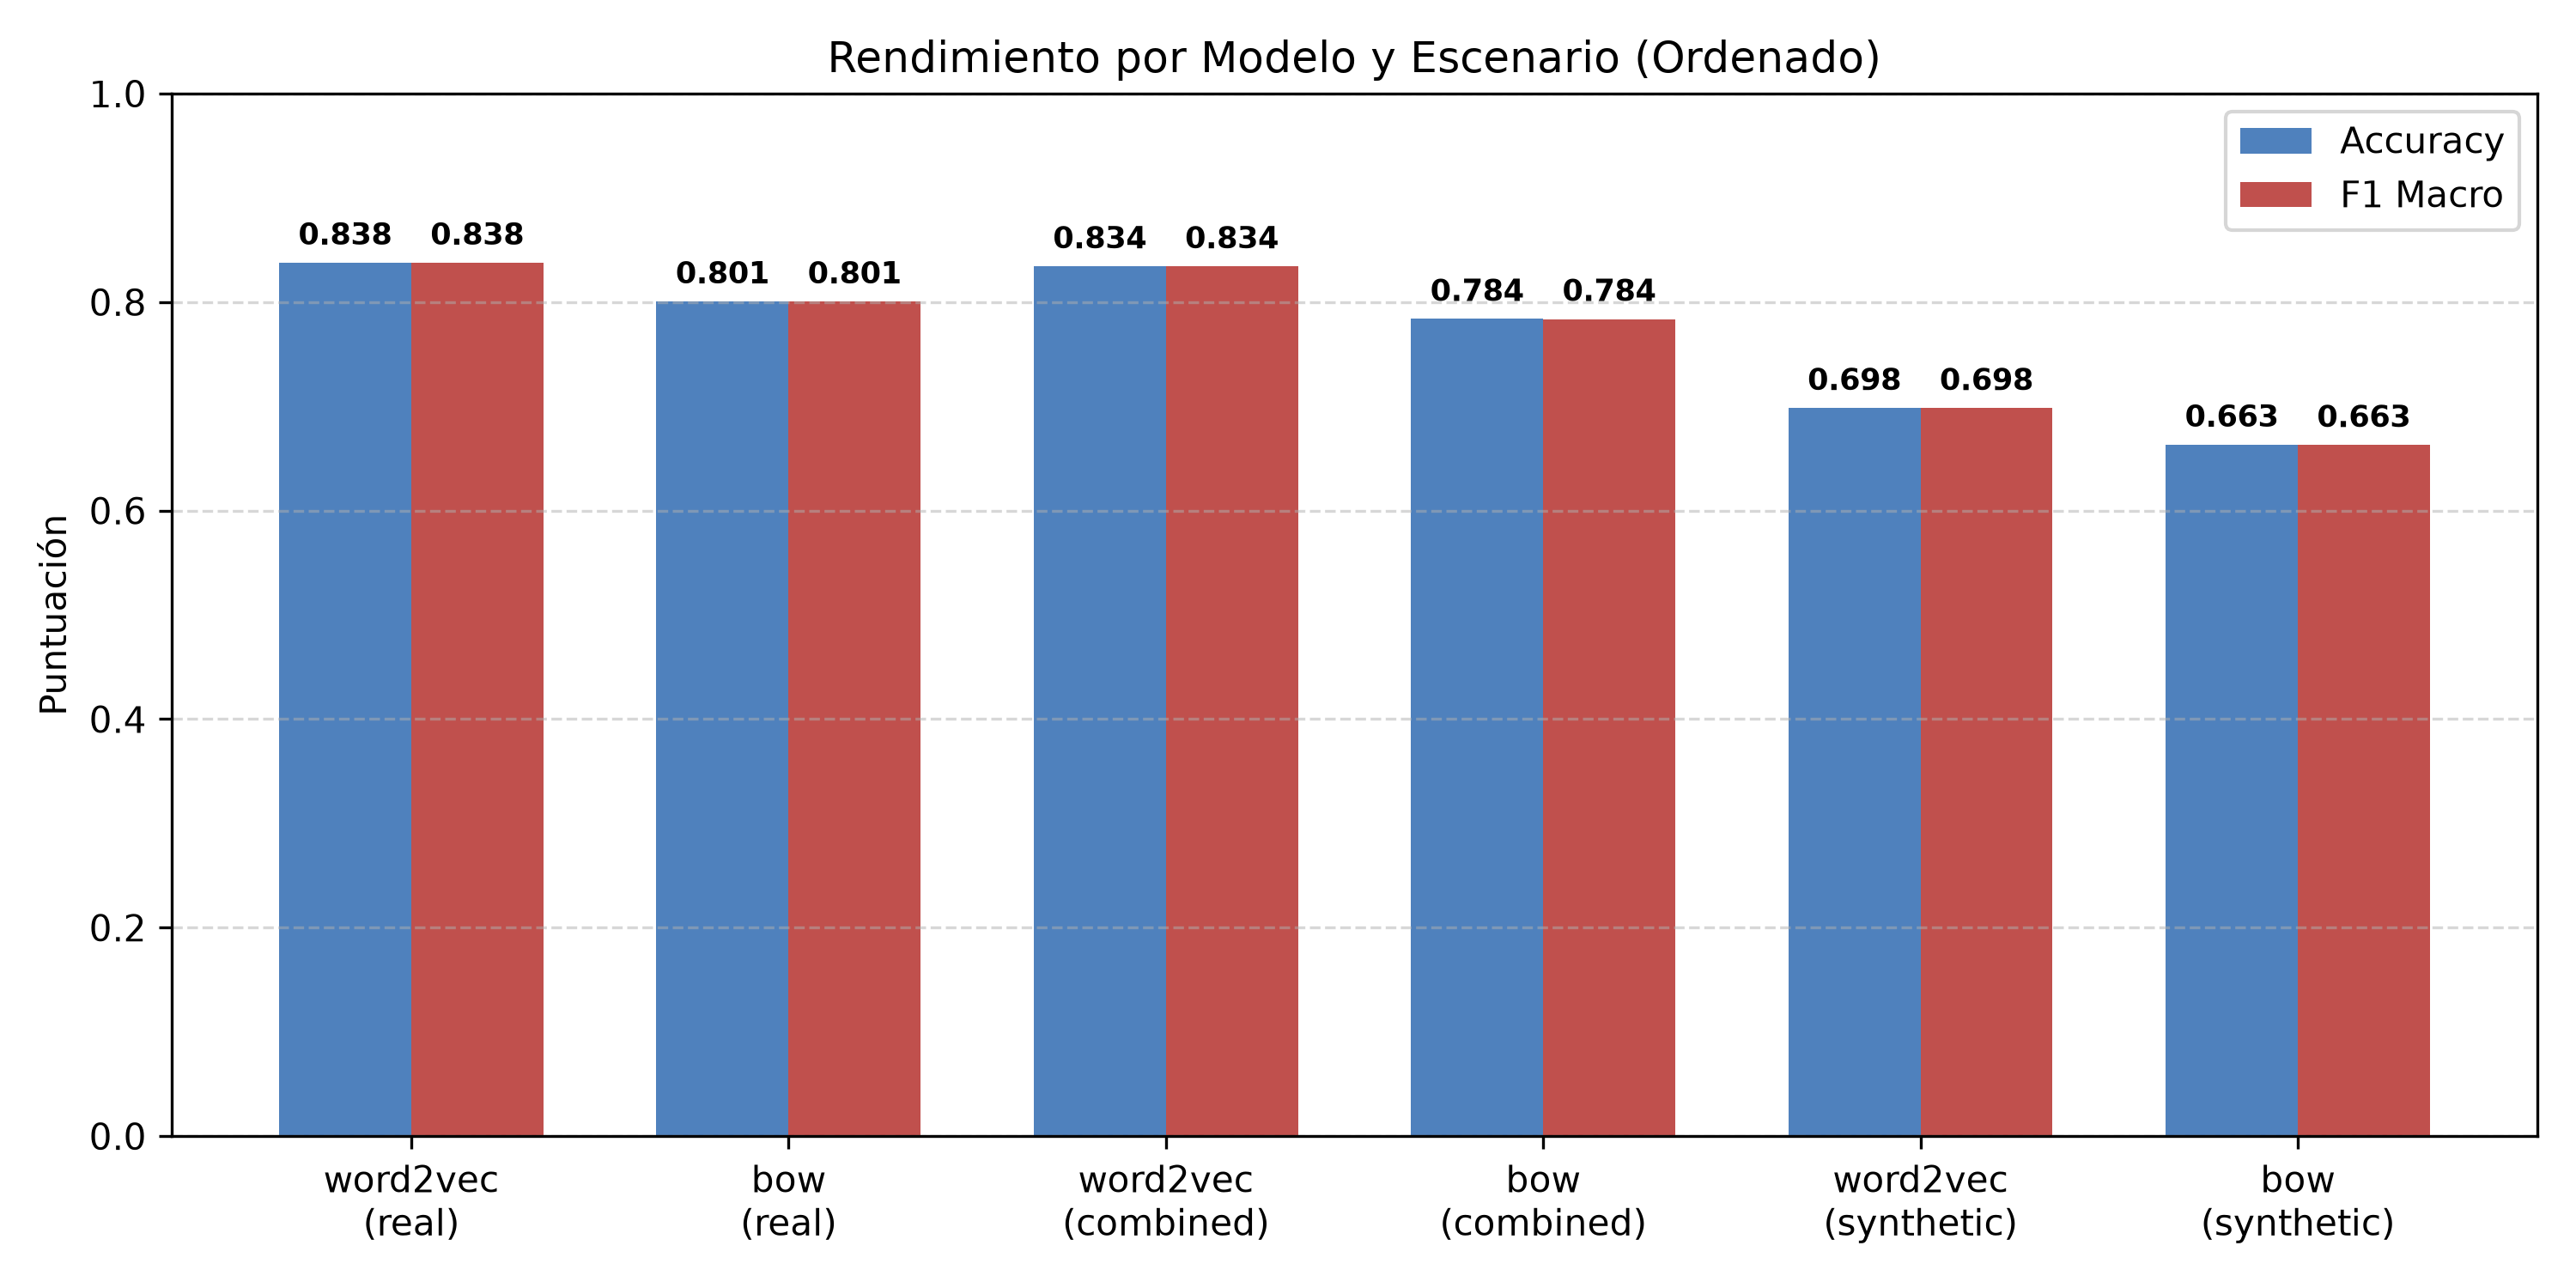 Rendimiento por Modelo y Escenario (Ordenado)
Accuracy
F1 Macro
Puntuación
1.0
0.8
0.6
0.4
0.2
0.0
0.838 0.838
0.801 0.801
0.834 0.834
0.784 0.784
0.698 0.698
0.663 0.663
word2vec
(real)
bow
(real)
word2vec
(combined)
bow
(combined)
word2vec
(synthetic)
bow
(synthetic)